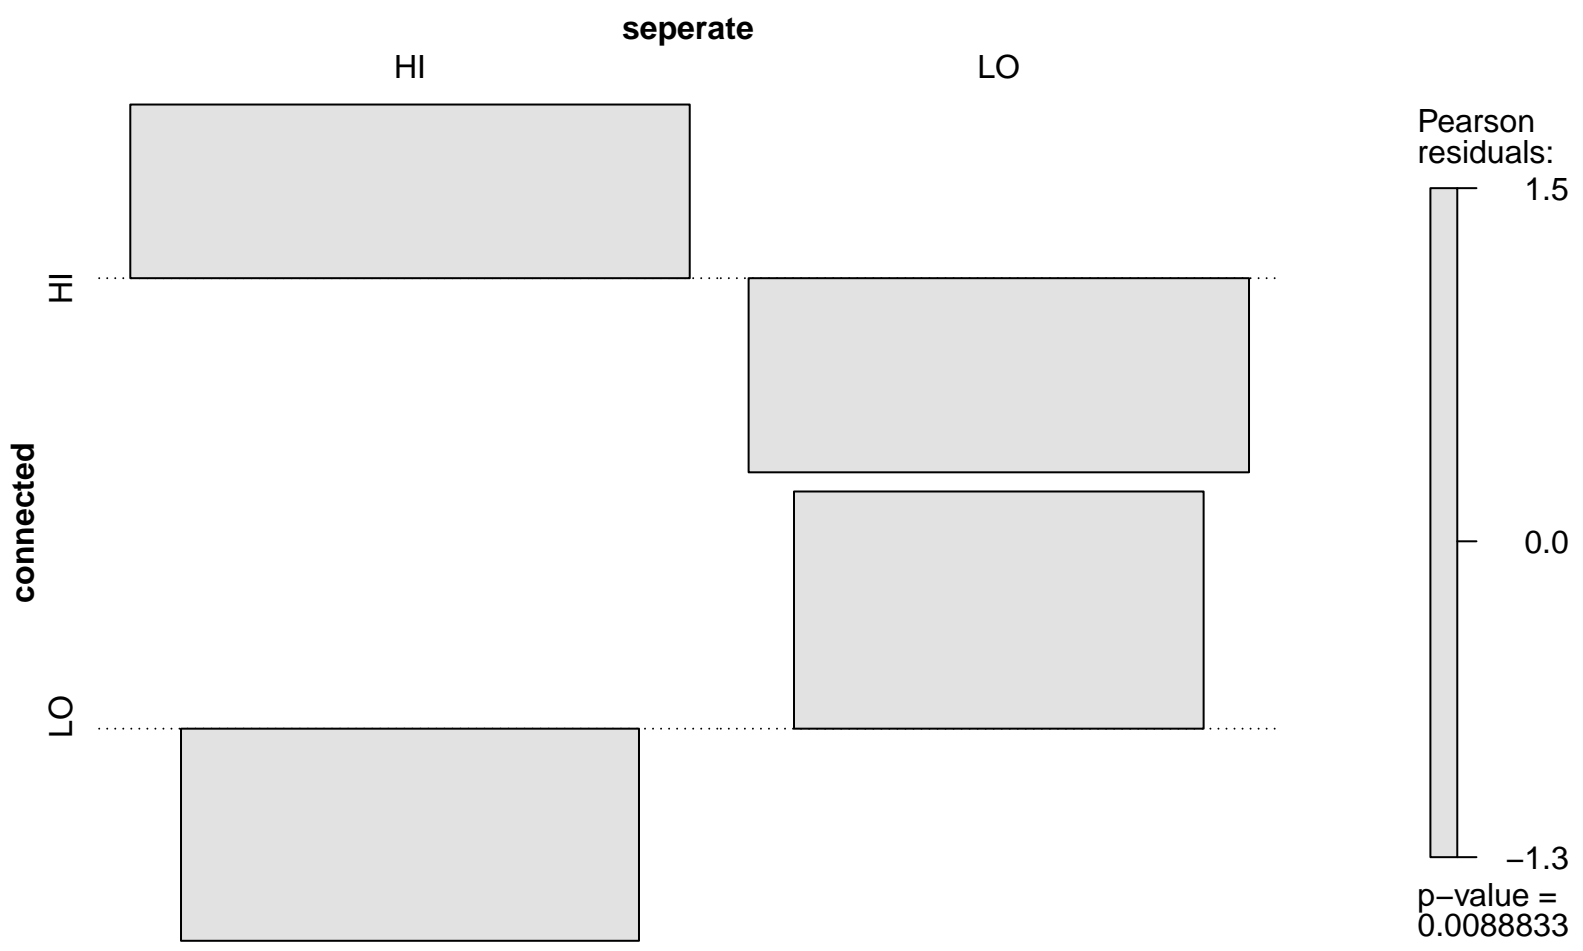 seperate
HI
LO
HI
connected
LO
Pearson
residuals:
1.5
0.0
−1.3
p−value =
0.0088833